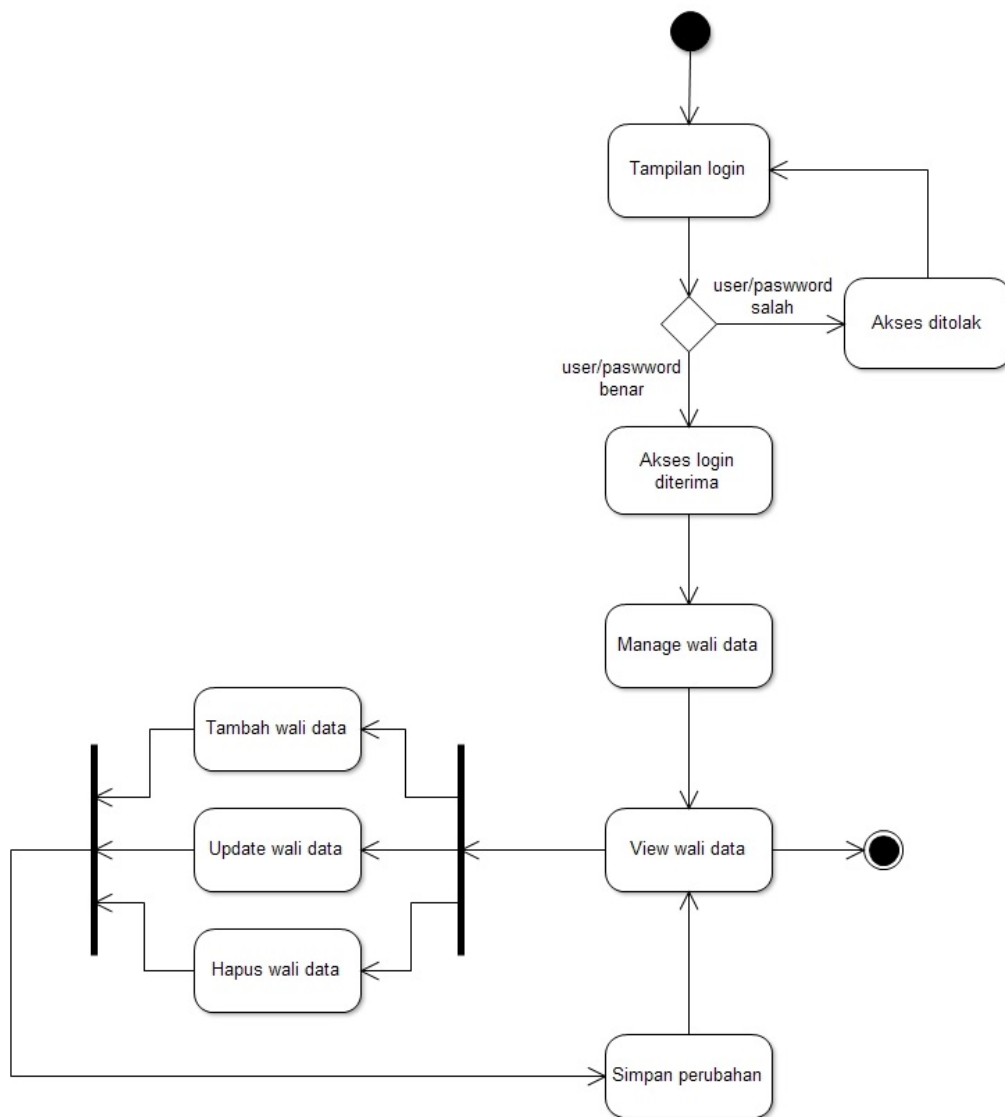 Tampilan login
user/paswword
salah
Akses ditolak
user/paswword
benar
Akses login
diterima
Manage wali data
Tambah wali data
Update wali data
View wali data
Hapus wali data
Simpan perubahan